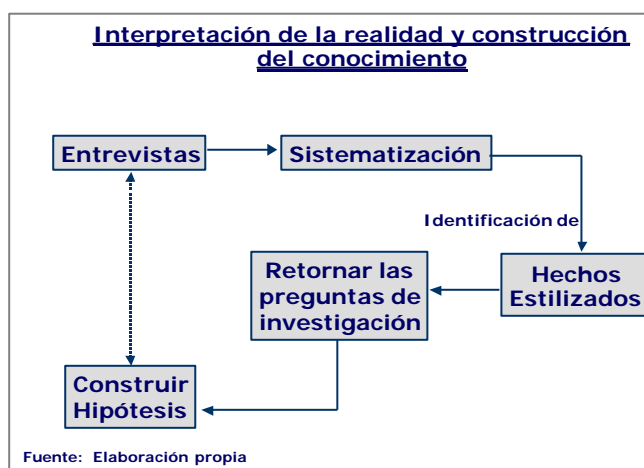 Interpretación de la realidad y construcción
del conocimiento
Entrevistas
Sistematización
Identificación de
Hechos
Estilizados
Retornar las
preguntas de
investigación
Construir
Hipótesis
Fuente: Elaboración propia